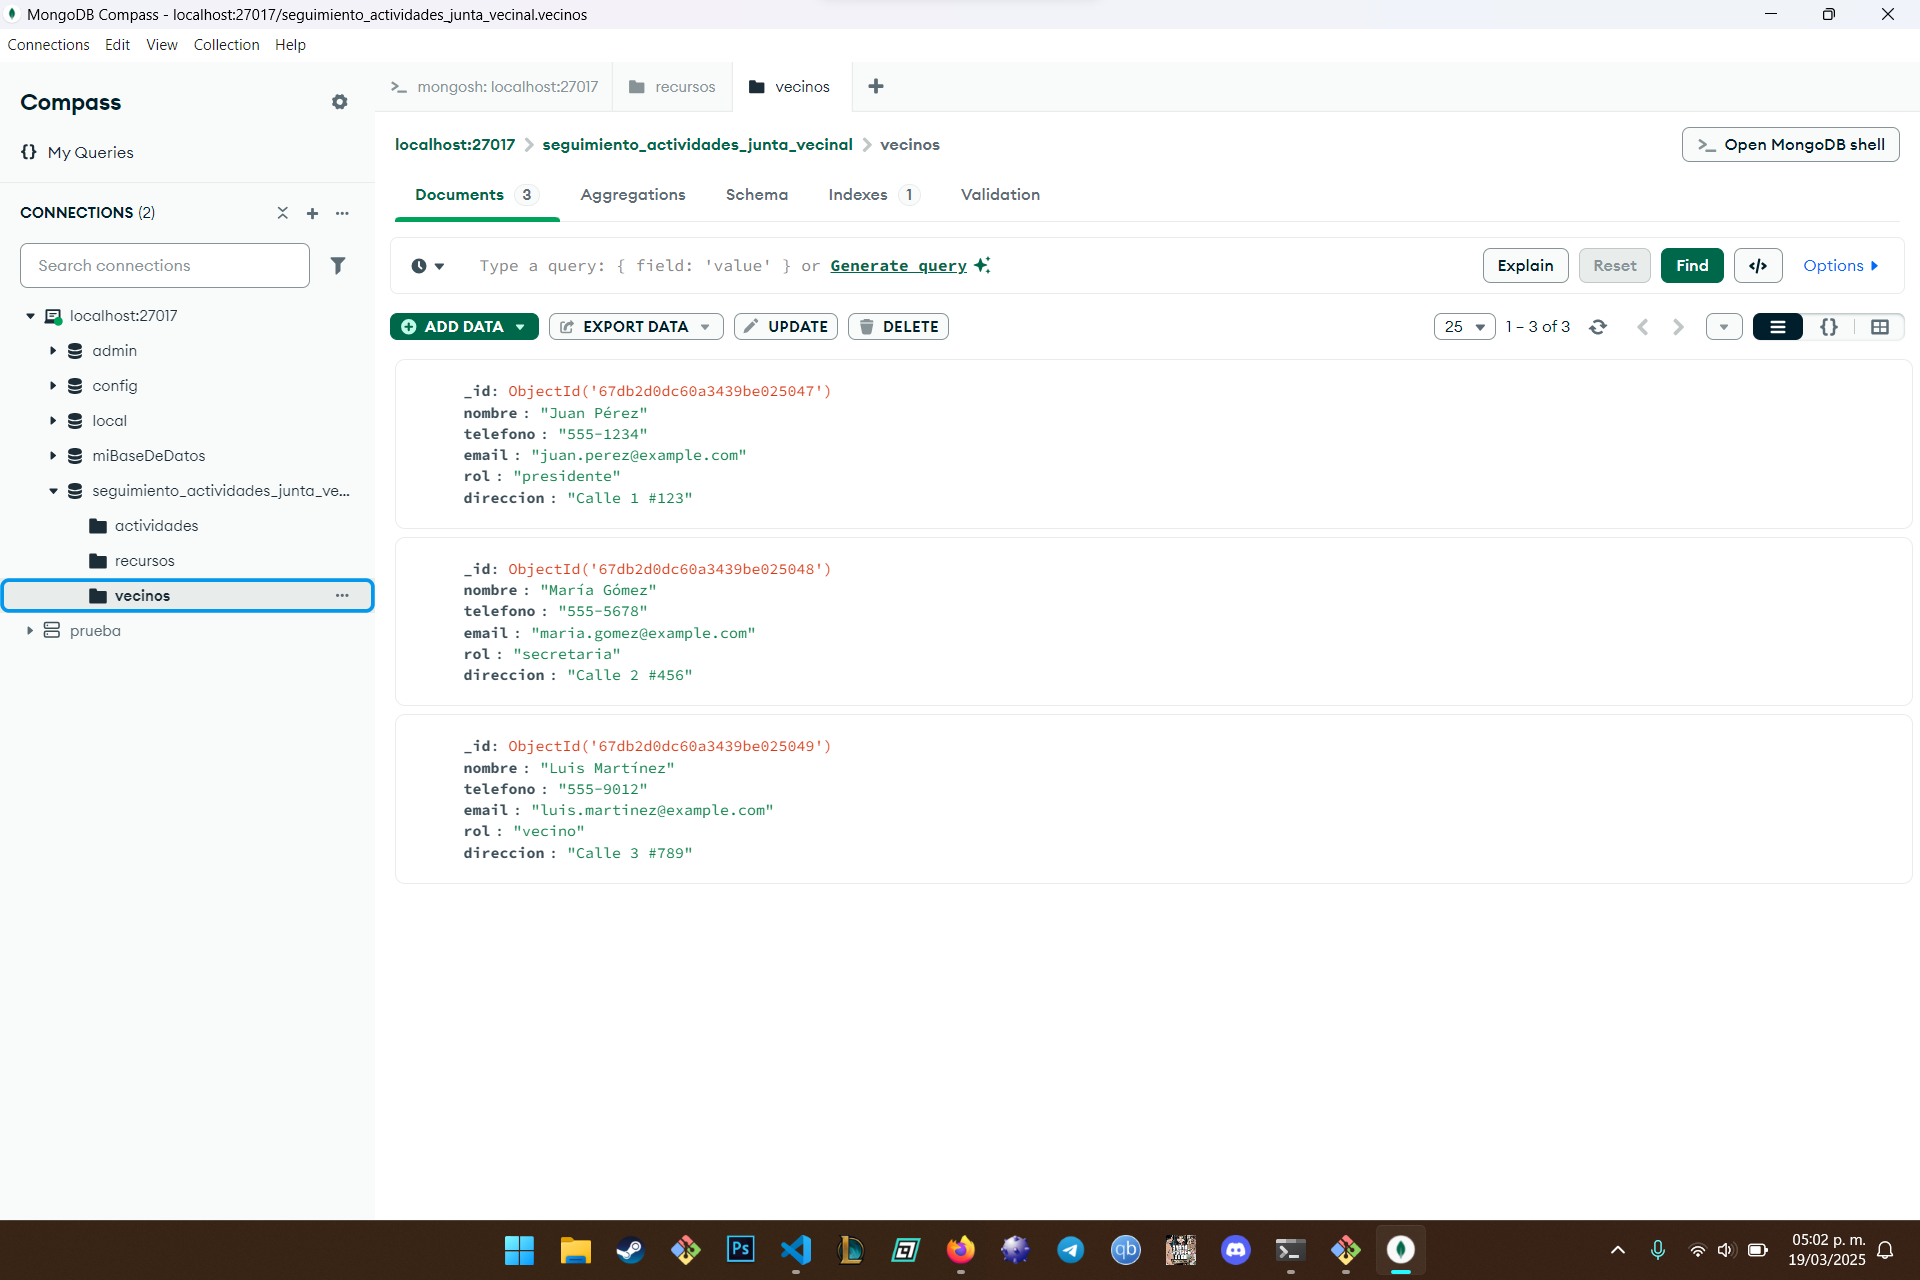 MongoDB Compass - localhost:27017/seguimiento_actividades_junta_vecinal.vecinos
Connections Edit View Collection Help
Compass
My Queries
CONNECTIONS (2)
Search connections
localhost:27017
admin
config
local
miBaseDeDatos
seguimiento_actividades_junta_ve...
actividades
recursos
vecinos
prueba
mongosh: localhost:27017 recursos vecinos
localhost:27017 > seguimiento_actividades_junta_vecinal > vecinos
Open MongoDB shell
Documents 3 Aggregations Schema Indexes 1 Validation
Type a query: { field: 'value' } or Generate query
Explain Reset Find </> Options
ADD DATA EXPORT DATA UPDATE DELETE
25 1 – 3 of 3 {}
_id: ObjectId('67db2d0dc60a3439be025047')
nombre : "Juan Pérez"
telefono : "555-1234"
email : "juan.perez@example.com"
rol : "presidente"
direccion : "Calle 1 #123"
_id: ObjectId('67db2d0dc60a3439be025048')
nombre : "María Gómez"
telefono : "555-5678"
email : "maria.gomez@example.com"
rol : "secretaria"
direccion : "Calle 2 #456"
_id: ObjectId('67db2d0dc60a3439be025049')
nombre : "Luis Martínez"
telefono : "555-9012"
email : "luis.martinez@example.com"
rol : "vecino"
direccion : "Calle 3 #789"
Ps
qb
05:02 p. m.
19/03/2025